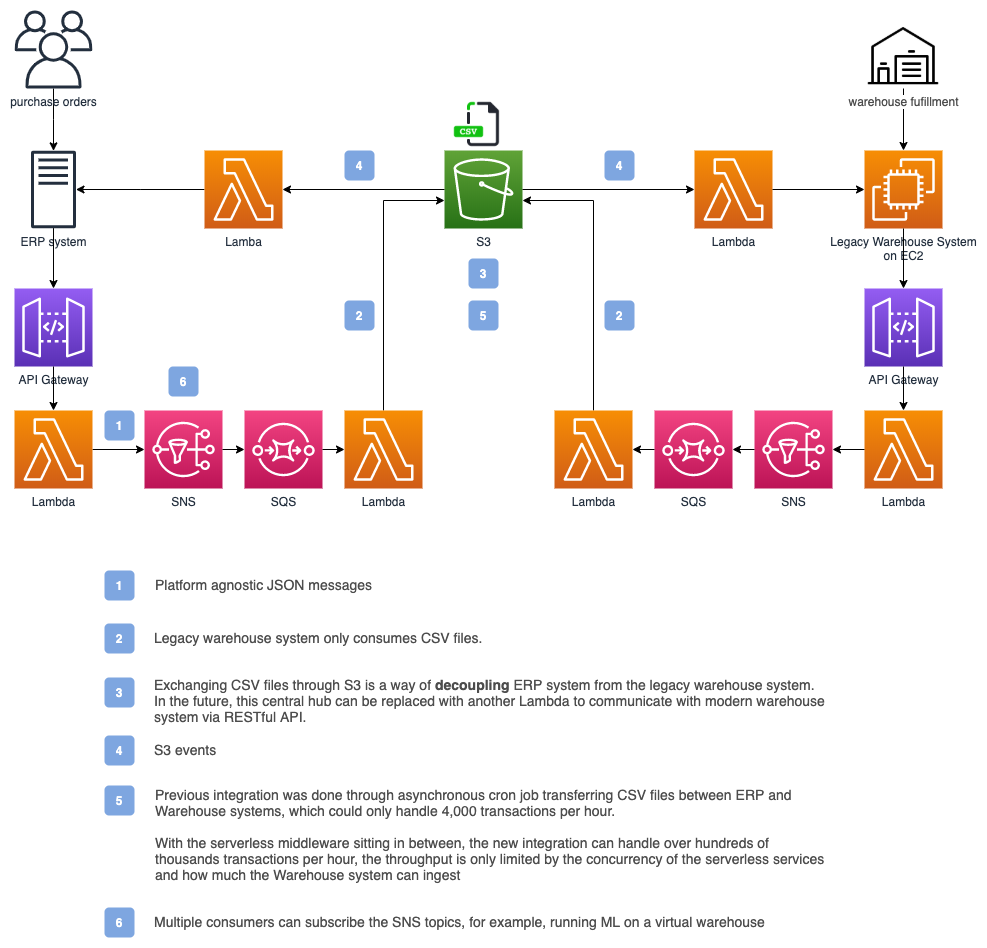 purchase orders
warehouse fufillment
CSV
4
4
ERP system
Lamba
S3
Lambda
Legacy Warehouse System
on EC2
3
2
5
2
</>
</>
API Gateway
API Gateway
6
1
Lambda
SNS
SQS
Lambda
Lambda
SQS
SNS
Lambda
1
Platform agnostic JSON messages
2
Legacy warehouse system only consumes CSV files.
3
Exchanging CSV files through S3 is a way of decoupling ERP system from the legacy warehouse system.
In the future, this central hub can be replaced with another Lambda to communicate with modern warehouse
system via RESTful API.
4
S3 events
5
Previous integration was done through asynchronous cron job transferring CSV files between ERP and
Warehouse systems, which could only handle 4,000 transactions per hour.
With the serverless middleware sitting in between, the new integration can handle over hundreds of
thousands transactions per hour, the throughput is only limited by the concurrency of the serverless services
and how much the Warehouse system can ingest
6
Multiple consumers can subscribe the SNS topics, for example, running ML on a virtual warehouse